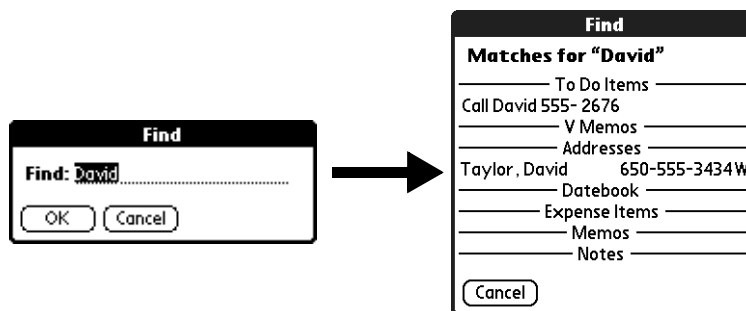 Find
Find: David
OK Cancel
Find
Matches for “David”
To Do Items
Call David 555-2676
V Memos
Addresses
Taylor, David 650-555-3434W
Datebook
Expense Items
Memos
Notes
Cancel